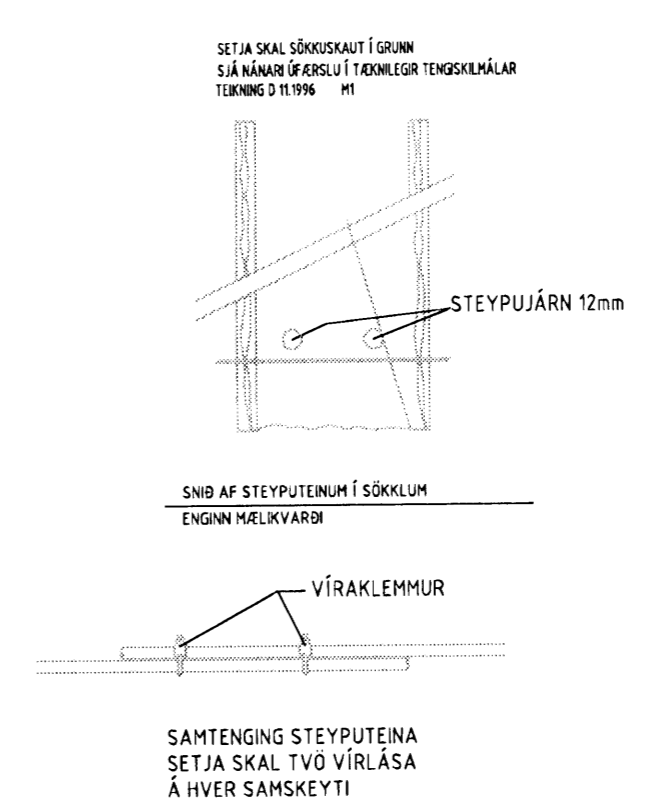 SETJA SKAL SÖKKUSKAUT Í GRUNN
SJÁ NÁNARI ÚFÆRSLU Í TÆKNILEGIR TENGISKILMÁLAR
TEIKNING D 11.1996 M1
STEYPUJÁRN 12mm
SNIÐ AF STEYPUTEINUM Í SÖKKLUM
ENGINN MÆLIKVARÐI
VÍRAKLEMMUR
SAMTENGING STEYPUTEINA
SETJA SKAL TVÖ VÍRLÁSA
Á HVER SAMSKEYTI